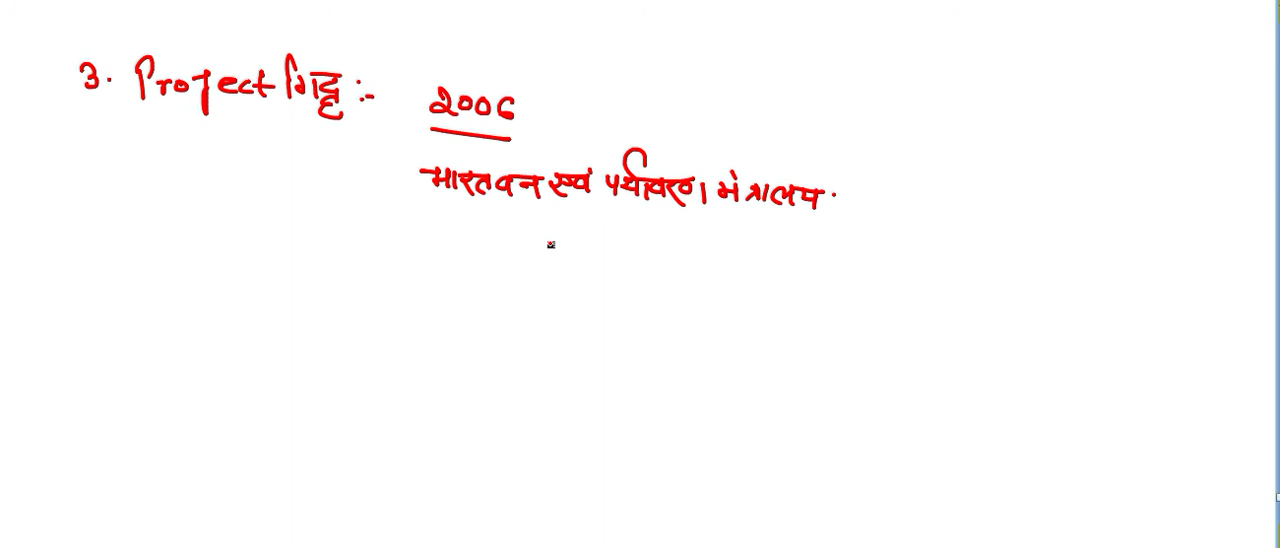 3. Project गिद्ध :-
2006
भारत वन एवं पर्यावरण मंत्रालय.